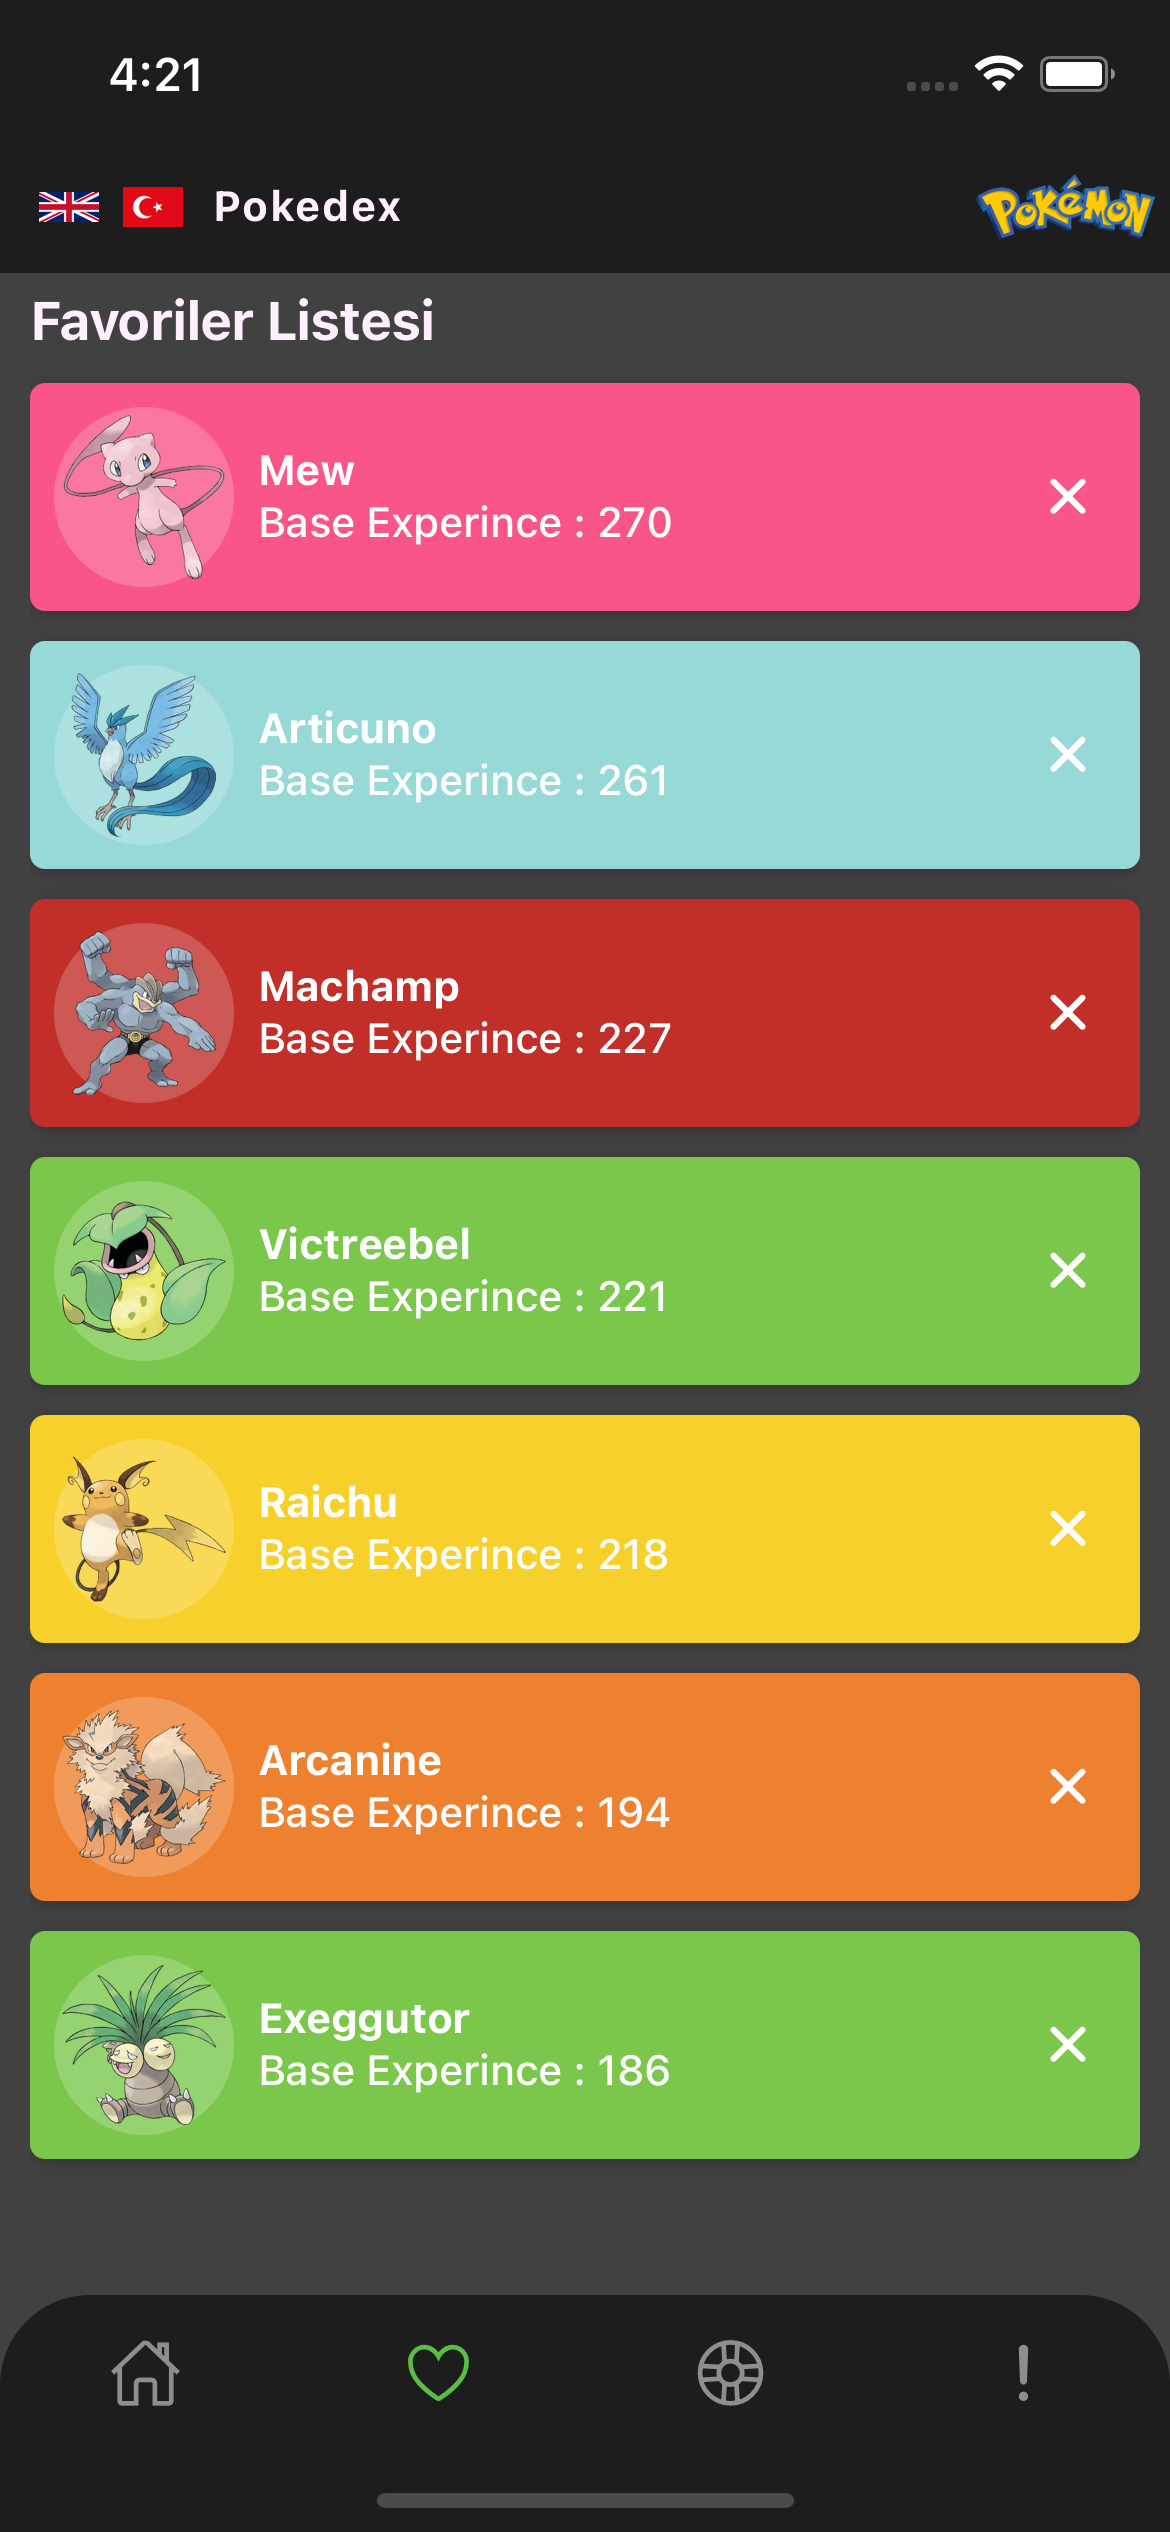 4:21
Pokedex
POKéMON
Favoriler Listesi
Mew
Base Experince : 270
Articuno
Base Experince : 261
Machamp
Base Experince : 227
Victreebel
Base Experince : 221
Raichu
Base Experince : 218
Arcanine
Base Experince : 194
Exeggutor
Base Experince : 186